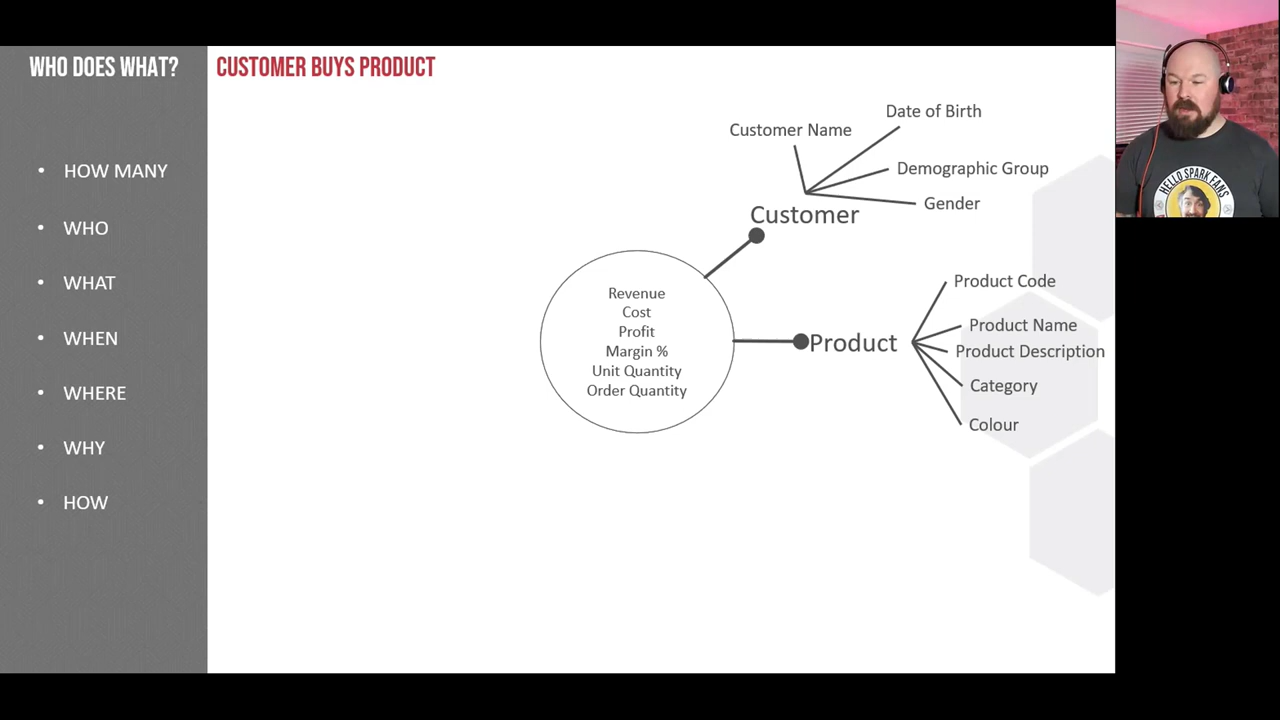 WHO DOES WHAT?
CUSTOMER BUYS PRODUCT
• HOW MANY
• WHO
• WHAT
• WHEN
• WHERE
• WHY
• HOW
Date of Birth
Customer Name
Demographic Group
Gender
Customer
Revenue
Cost
Profit
Margin %
Unit Quantity
Order Quantity
Product
Product Code
Product Name
Product Description
Category
Colour
HELLO SPARK FANS